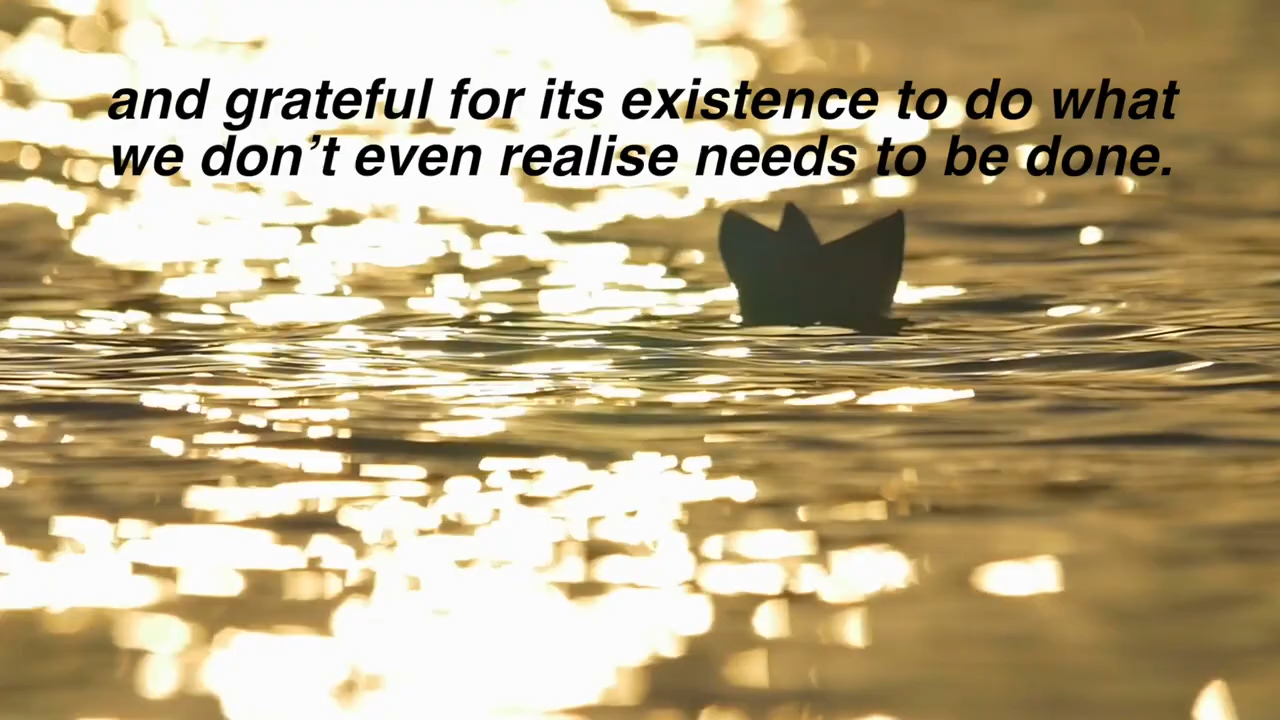 and grateful for its existence to do what
we don’t even realise needs to be done.